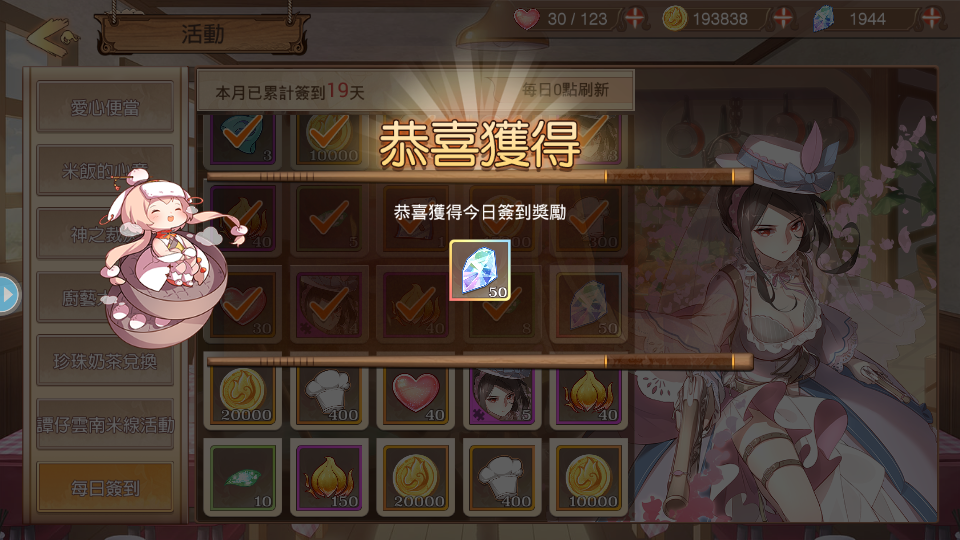 活動
30 / 123
193838
1944
愛心便當
本月已累計簽到19天
每日0點刷新
恭喜獲得
3
10000
3
米飯的心
神之
恭喜獲得今日簽到獎勵
40
3
1
300
50
廚藝
30
14
40
8
50
珍珠奶茶兌換
20000
400
40
15
40
譚仔雲南米線活動
每日簽到
10
150
20000
400
10000